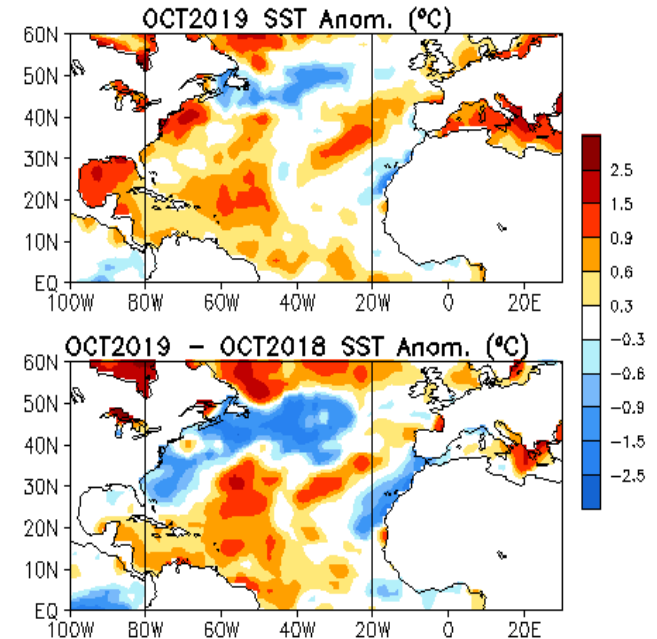 OCT2019 SST Anom. (ºC)
60N
50N
40N
30N
20N
10N
EQ
100W 80W 60W 40W 20W 0 20E
2.5
1.5
0.9
0.6
0.3
-0.3
-0.6
-0.9
-1.5
-2.5
OCT2019 - OCT2018 SST Anom. (ºC)
60N
50N
40N
30N
20N
10N
EQ
100W 80W 60W 40W 20W 0 20E